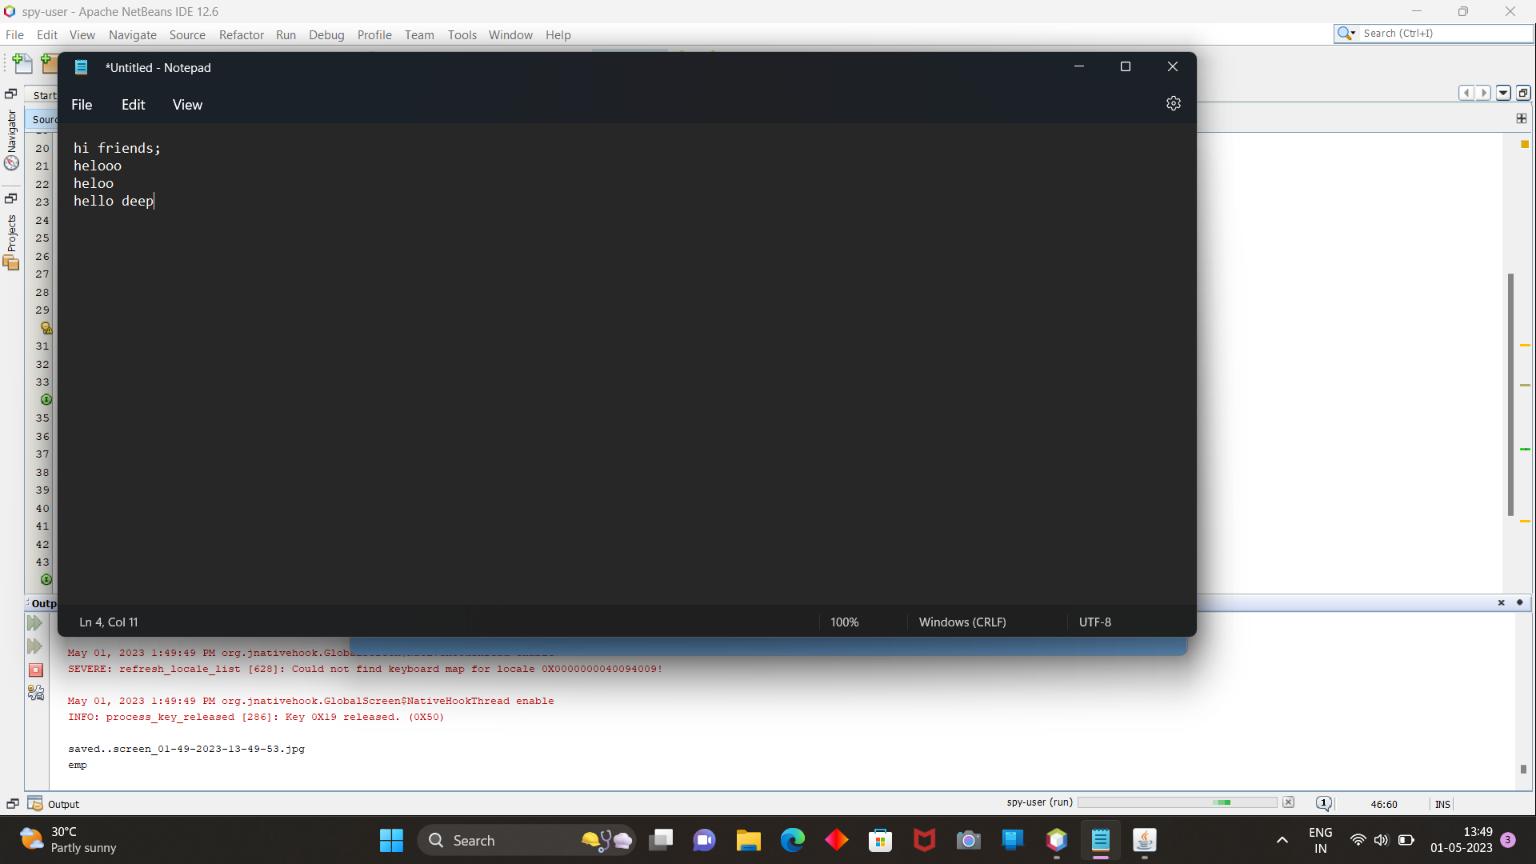 spy-user - Apache NetBeans IDE 12.6
File Edit View Navigate Source Refactor Run Debug Profile Team Tools Window Help
Search (Ctrl+I)
*Untitled - Notepad
File Edit View
Start
Sourc
Navigator
Projects
hi friends;
helooo
heloo
hello deep
20
21
22
23
24
25
26
27
28
29
31
32
33
35
36
37
38
39
40
41
42
43
Ln 4, Col 11
100%
Windows (CRLF)
UTF-8
Outp
May 01, 2023 1:49:49 PM org.jnativehook.GlobalScreen$NativeHookThread enable
SEVERE: refresh_locale_list [628]: Could not find keyboard map for locale 0X0000000040094009!
May 01, 2023 1:49:49 PM org.jnativehook.GlobalScreen$NativeHookThread enable
INFO: process_key_released [286]: Key 0X19 released. (0X50)
saved..screen_01-49-2023-13-49-53.jpg
emp
Output
spy-user (run)
1
46:60
INS
30°C
Partly sunny
Search
ENG
IN
13:49
01-05-2023
3